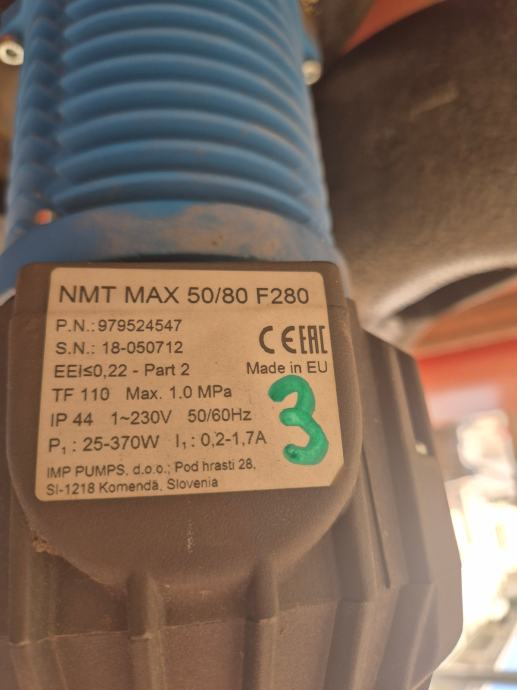 NMT MAX 50/80 F280
P.N.:979524547
S.N.: 18-050712
CE EAC
EEI≤0,22 - Part 2
Made in EU
TF 110 Max. 1.0 MPa
IP 44 1~230V 50/60Hz
P₁ : 25-370W I₁ : 0,2-1,7A
3
IMP PUMPS, d.o.o.; Pod hrasti 28,
SI-1218 Komenda, Slovenia